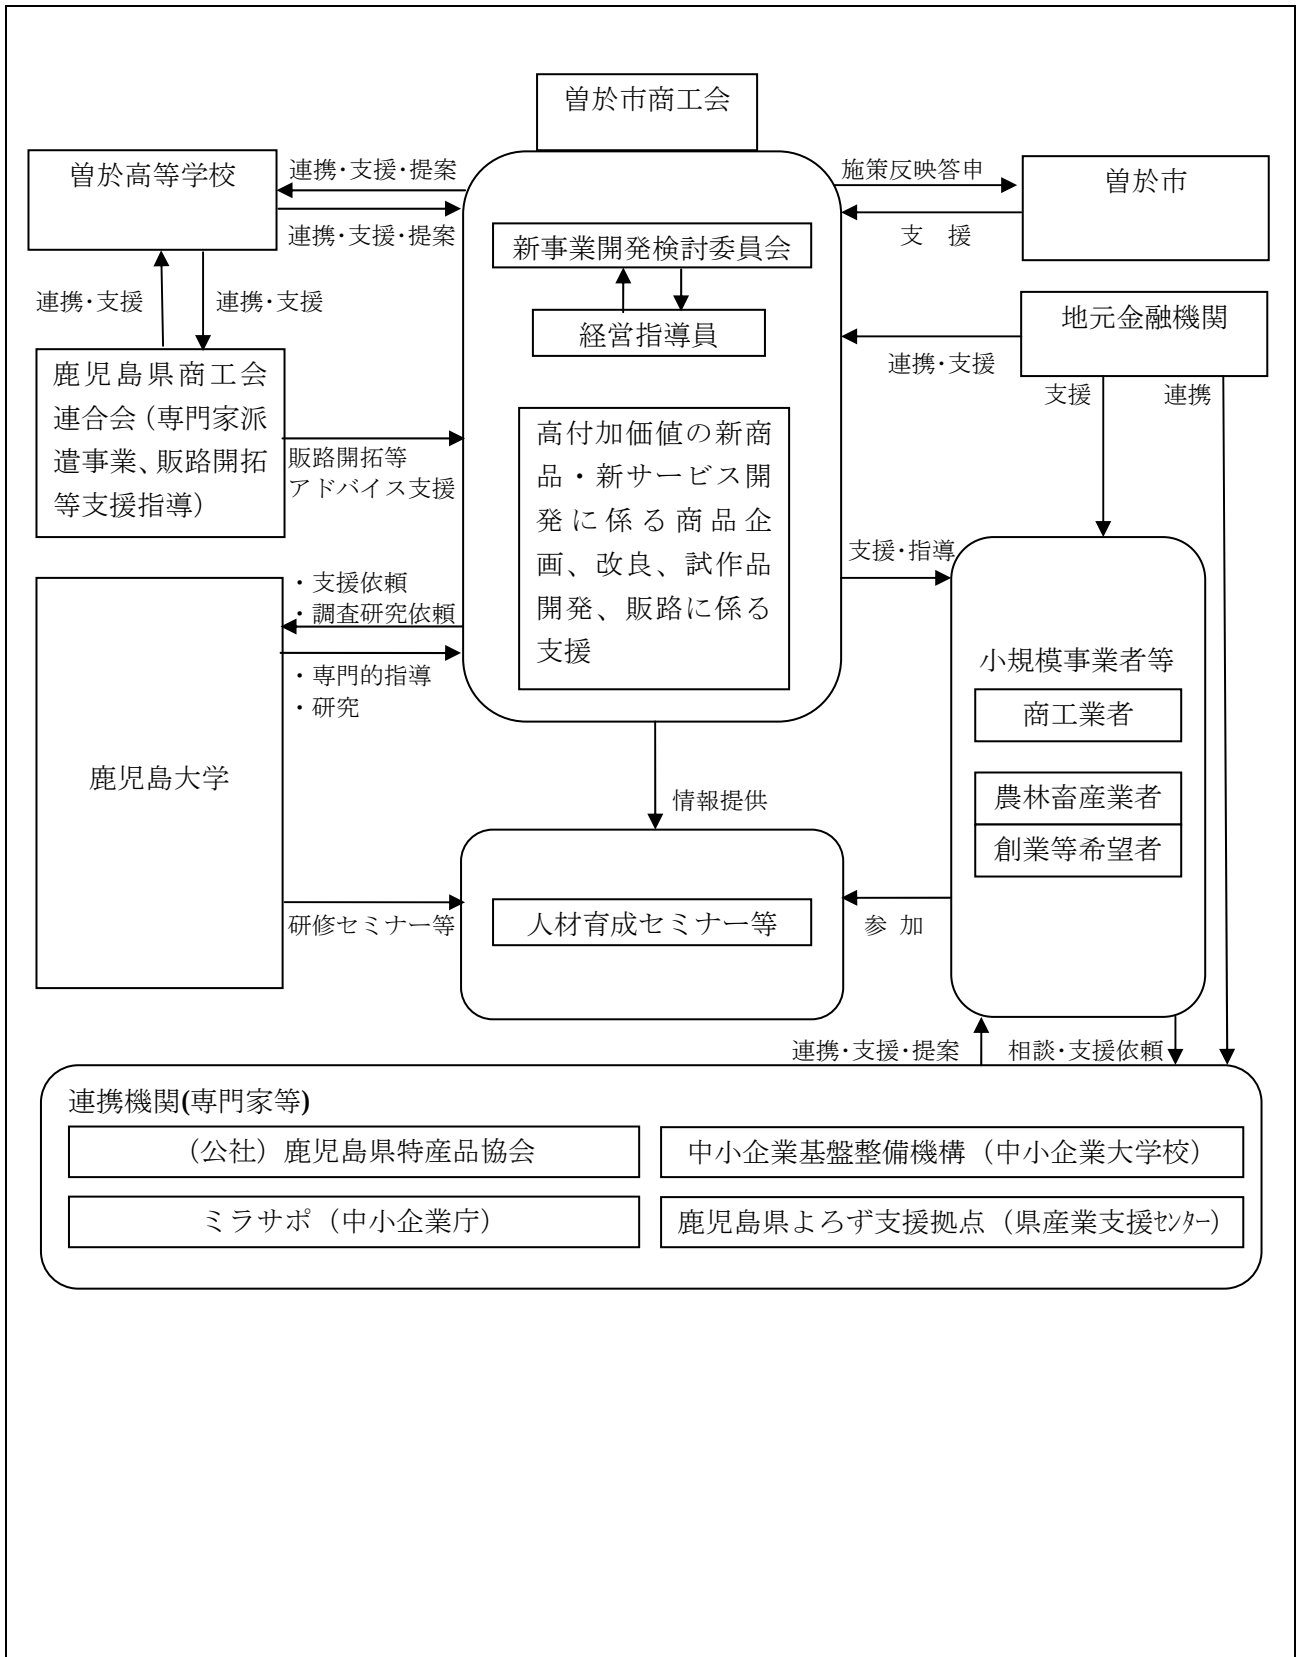 曽於市商工会
曽於高等学校
連携･支援･提案
連携･支援･提案
施策反映答申
支　援
曽於市
新事業開発検討委員会
経営指導員
連携･支援
連携･支援
地元金融機関
連携･支援
支援
連携
鹿児島県商工会
連合会（専門家派
遣事業、販路開拓
等支援指導）
販路開拓等
アドバイス支援
高付加価値の新商
品・新サービス開
発に係る商品企
画、改良、試作品
開発、販路に係る
支援
支援･指導
・支援依頼
・調査研究依頼
・専門的指導
・研究
鹿児島大学
小規模事業者等
商工業者
農林畜産業者
創業等希望者
情報提供
研修セミナー等
人材育成セミナー等
参 加
連携･支援･提案
相談･支援依頼
連携機関(専門家等)
（公社）鹿児島県特産品協会
中小企業基盤整備機構（中小企業大学校）
ミラサポ（中小企業庁）
鹿児島県よろず支援拠点（県産業支援ｾﾝﾀｰ）